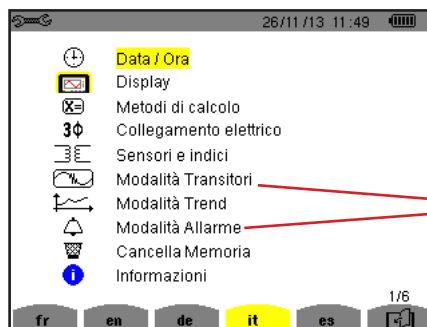 26/11/13 11:49
Data / Ora
Display
X= Metodi di calcolo
3Φ Collegamento elettrico
Sensori e indici
Modalità Transitori
Modalità Trend
Modalità Allarme
Cancella Memoria
i Informazioni
1/6
fr en de it es